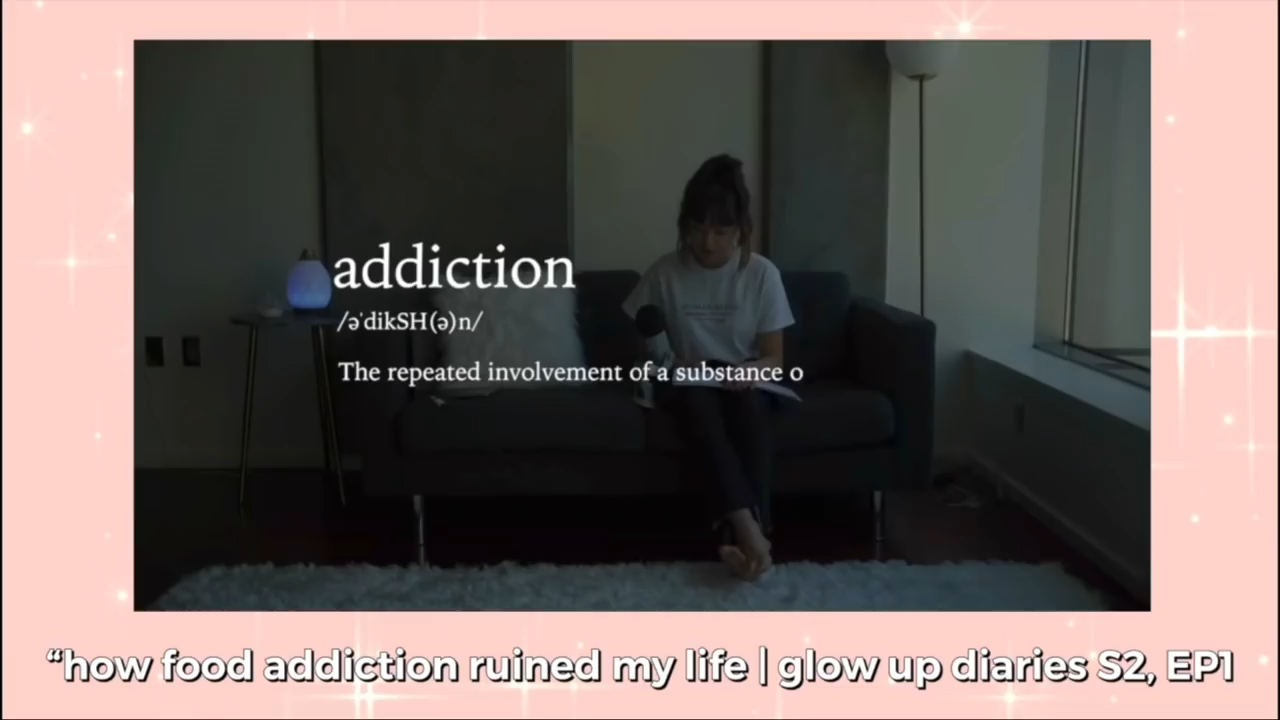 addiction
/əˈdikSH(ə)n/
The repeated involvement of a substance o
“how food addiction ruined my life | glow up diaries S2, EP1